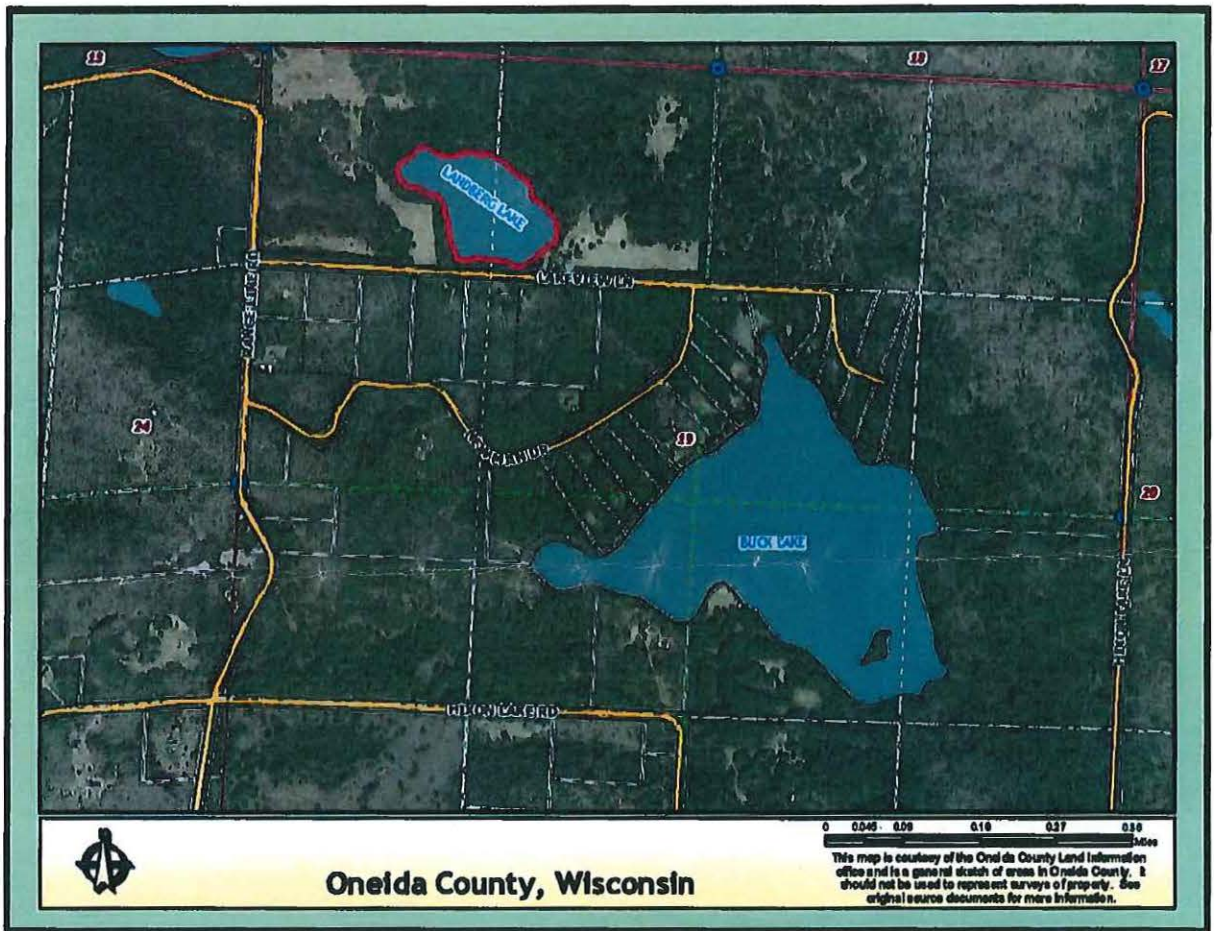 13
18
17
LANDBERG LAKE
LAKEVIEW LN
24
19
20
BUCK LAKE
HIXON LAKE RD
Oneida County, Wisconsin
0 0.045 0.09 0.18 0.27 0.36
Miles
This map is courtesy of the Oneida County Land Information
office and is a general sketch of areas in Oneida County. It
should not be used to represent surveys of property. See
original source documents for more information.